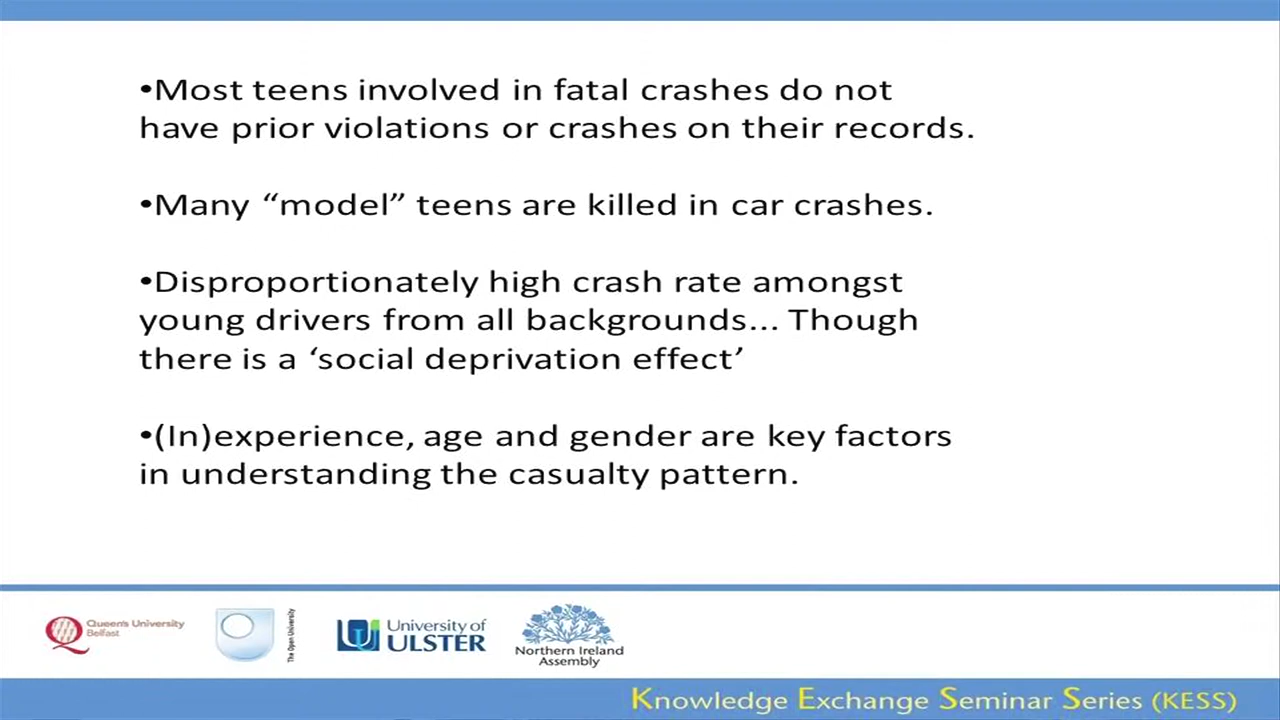 •Most teens involved in fatal crashes do not
have prior violations or crashes on their records.
•Many “model” teens are killed in car crashes.
•Disproportionately high crash rate amongst
young drivers from all backgrounds... Though
there is a ‘social deprivation effect’
•(In)experience, age and gender are key factors
in understanding the casualty pattern.
Queen's University
Belfast
The Open University
University of
ULSTER
Northern Ireland
Assembly
Knowledge Exchange Seminar Series (KESS)